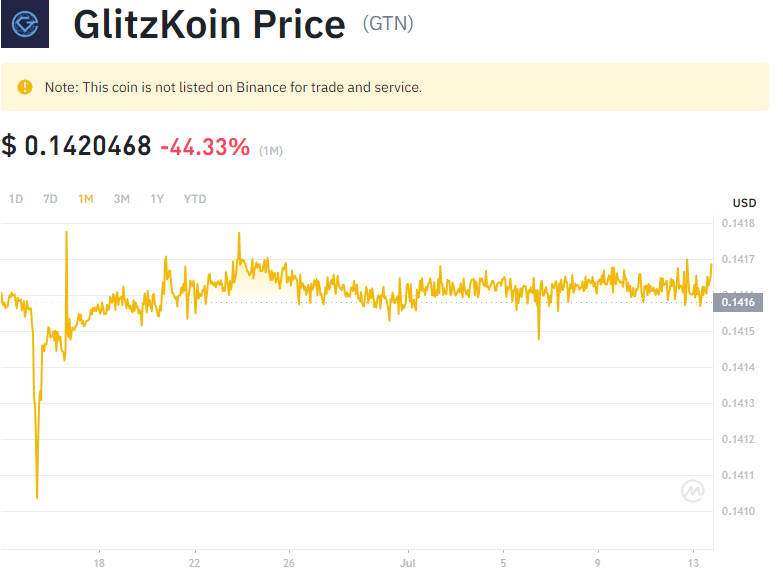 GlitzKoin Price (GTN)
Note: This coin is not listed on Binance for trade and service.
$ 0.1420468 -44.33% (1M)
1D 7D 1M 3M 1Y YTD
USD
0.1418
0.1417
0.1416
0.1415
0.1414
0.1413
0.1412
0.1411
0.1410
18 22 26 Jul 5 9 13